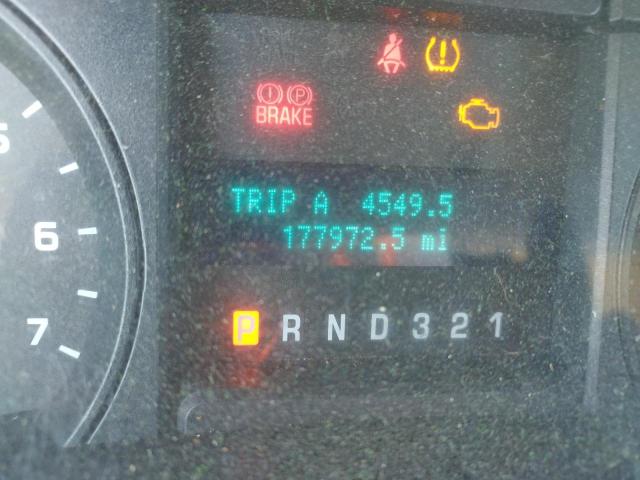 (!) (P)
BRAKE
TRIP A 4549.5
6
177972.5 mi
7
P R N D 3 2 1